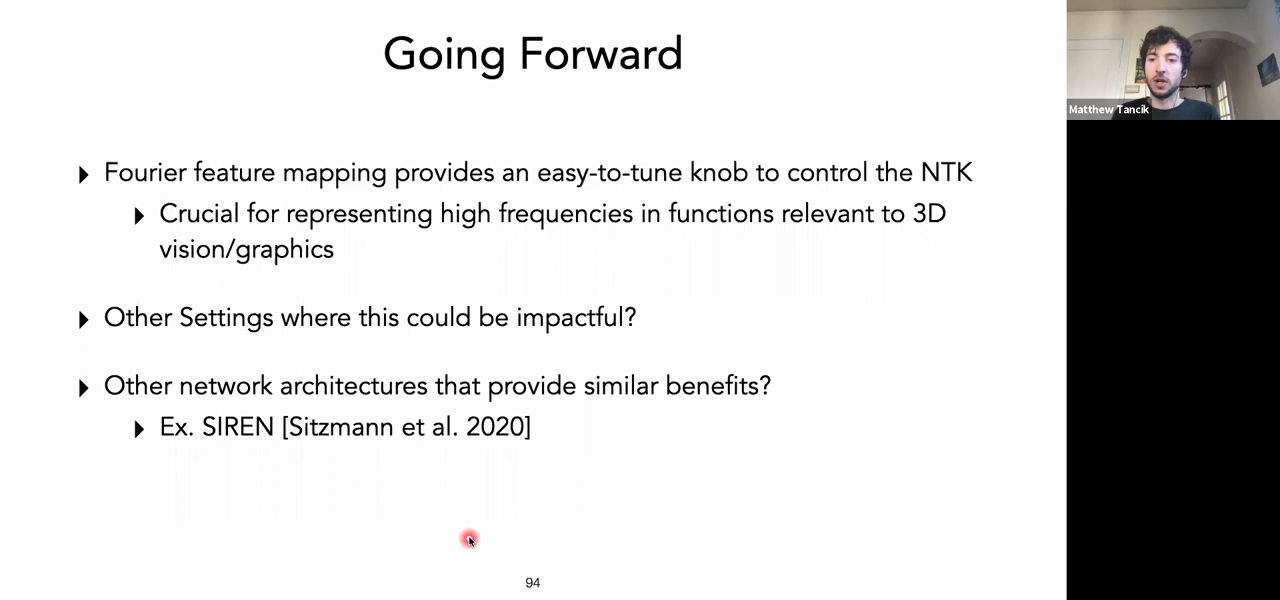 Going Forward
Fourier feature mapping provides an easy-to-tune knob to control the NTK
Crucial for representing high frequencies in functions relevant to 3D
vision/graphics
Other Settings where this could be impactful?
Other network architectures that provide similar benefits?
Ex. SIREN [Sitzmann et al. 2020]
94
Matthew Tancik